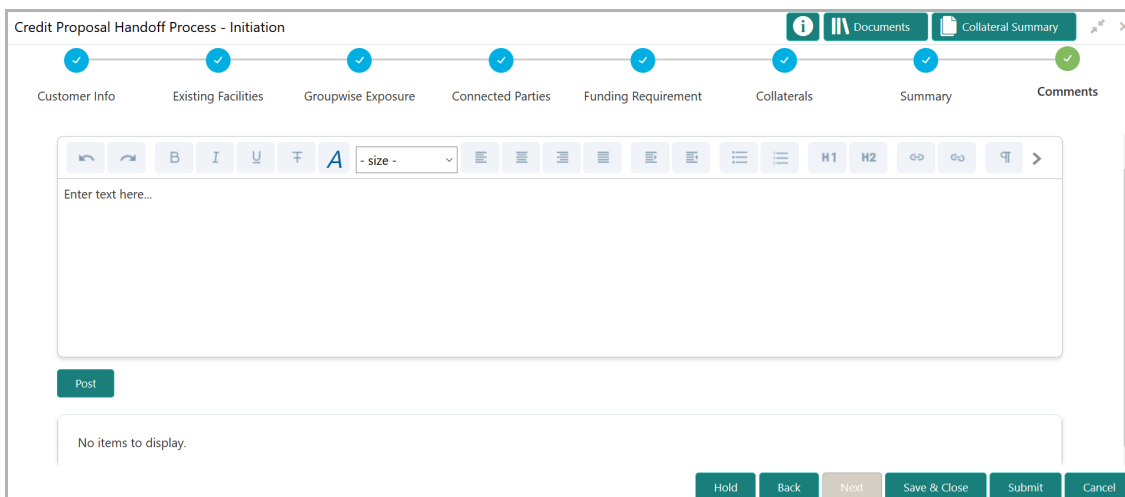 Credit Proposal Handoff Process - Initiation
Documents
Collateral Summary
Customer Info
Existing Facilities
Groupwise Exposure
Connected Parties
Funding Requirement
Collaterals
Summary
Comments
B I U T A - size - H1 H2 ¶
Enter text here...
Post
No items to display.
Hold
Back
Next
Save & Close
Submit
Cancel